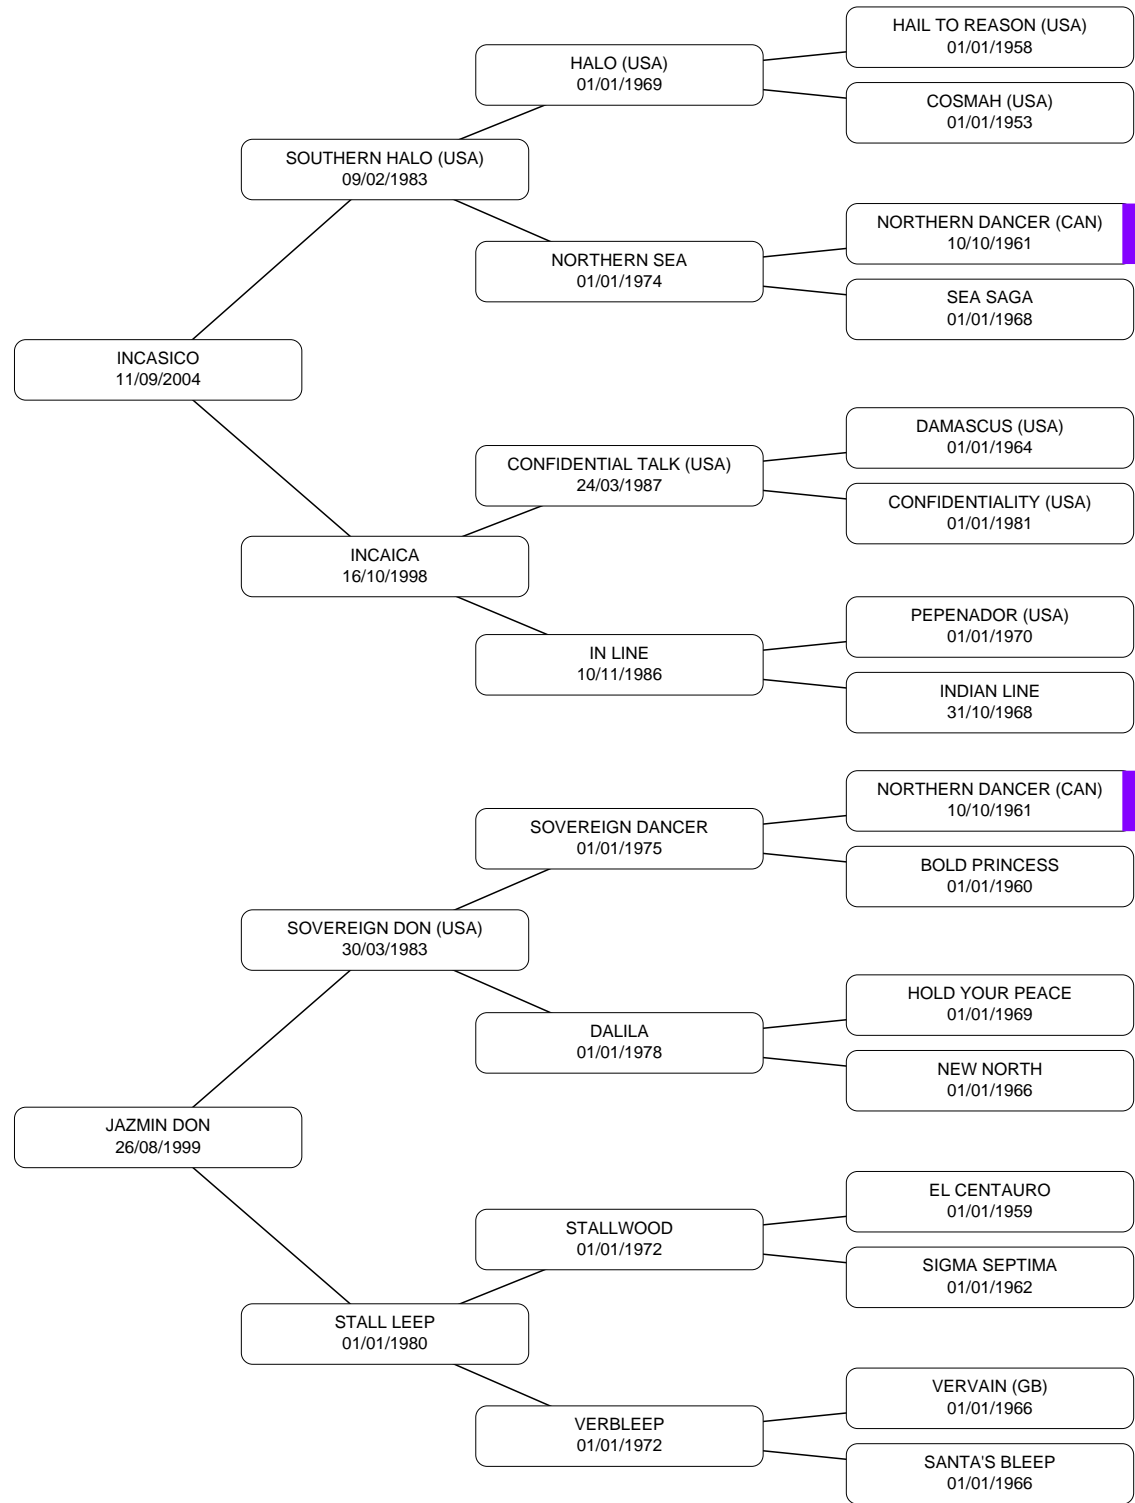 HAIL TO REASON (USA)
01/01/1958
HALO (USA)
01/01/1969
COSMAH (USA)
01/01/1953
SOUTHERN HALO (USA)
09/02/1983
NORTHERN DANCER (CAN)
10/10/1961
NORTHERN SEA
01/01/1974
SEA SAGA
01/01/1968
INCASICO
11/09/2004
DAMASCUS (USA)
01/01/1964
CONFIDENTIAL TALK (USA)
24/03/1987
CONFIDENTIALITY (USA)
01/01/1981
INCAICA
16/10/1998
PEPENADOR (USA)
01/01/1970
IN LINE
10/11/1986
INDIAN LINE
31/10/1968
NORTHERN DANCER (CAN)
10/10/1961
SOVEREIGN DANCER
01/01/1975
BOLD PRINCESS
01/01/1960
SOVEREIGN DON (USA)
30/03/1983
HOLD YOUR PEACE
01/01/1969
DALILA
01/01/1978
NEW NORTH
01/01/1966
JAZMIN DON
26/08/1999
EL CENTAURO
01/01/1959
STALLWOOD
01/01/1972
SIGMA SEPTIMA
01/01/1962
STALL LEEP
01/01/1980
VERVAIN (GB)
01/01/1966
VERBLEEP
01/01/1972
SANTA'S BLEEP
01/01/1966